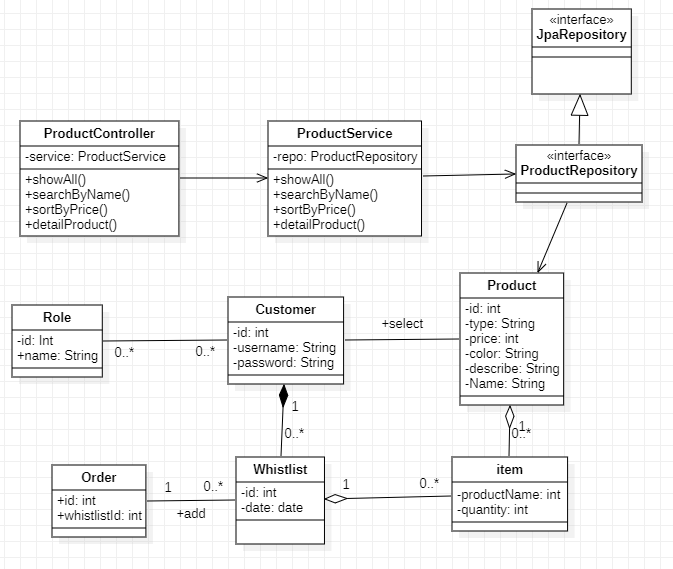 «interface»
JpaRepository
ProductController
-service: ProductService
+showAll()
+searchByName()
+sortByPrice()
+detailProduct()
ProductService
-repo: ProductRepository
+showAll()
+searchByName()
+sortByPrice()
+detailProduct()
«interface»
ProductRepository
Role
-id: Int
+name: String
0..*
0..*
Customer
-id: int
-username: String
-password: String
+select
Product
-id: int
-type: String
-price: int
-color: String
-describe: String
-Name: String
1
0..*
1
0..*
Order
+id: int
+whistlistId: int
1
0..*
+add
Whistlist
-id: int
-date: date
1
0..*
item
-productName: int
-quantity: int